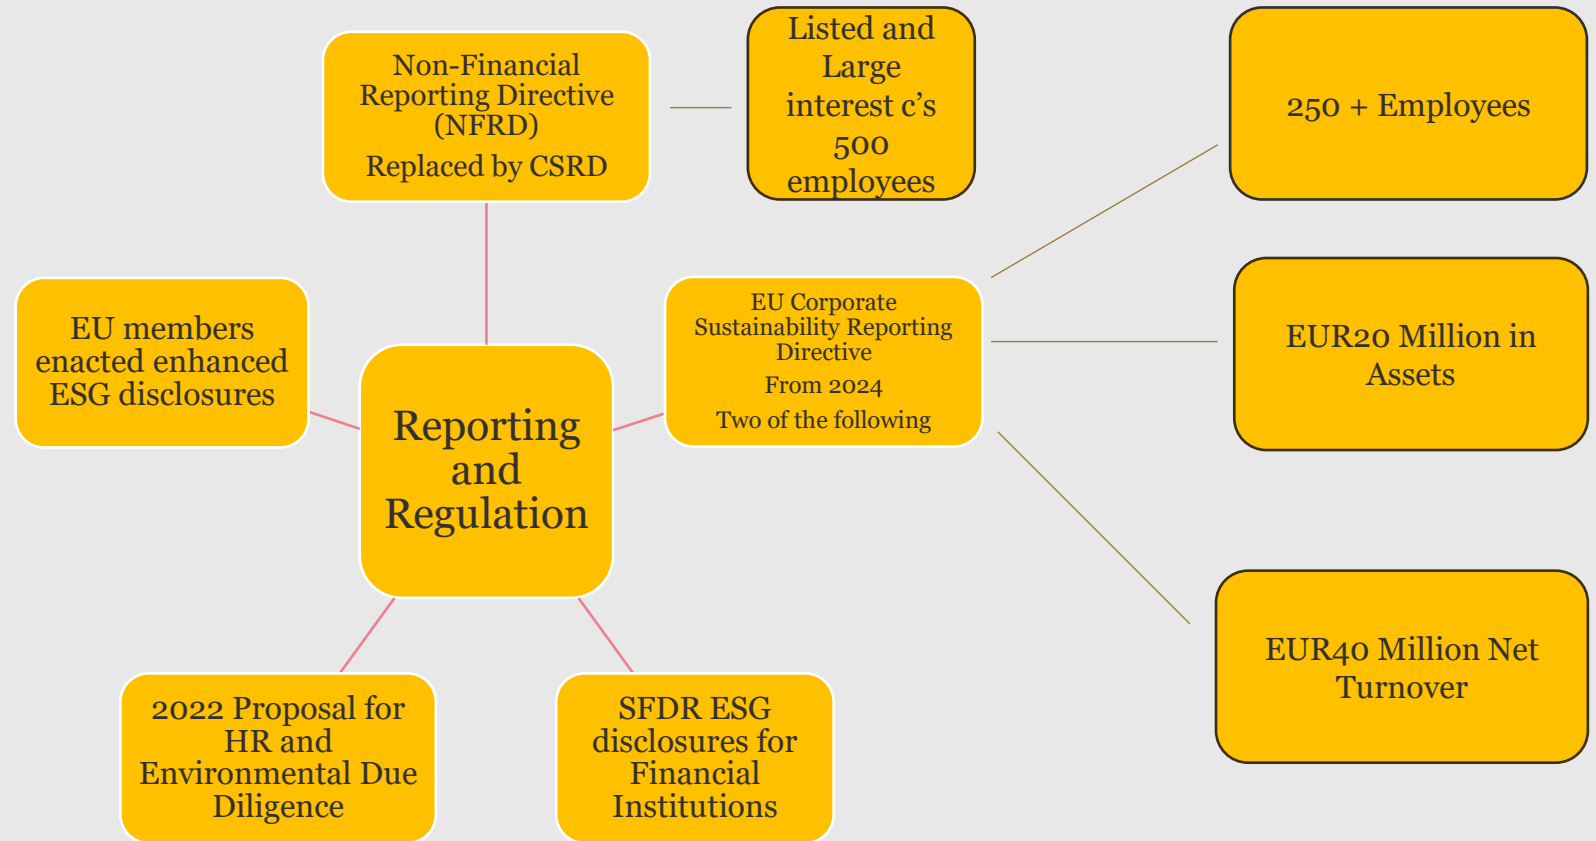 Non-Financial
Reporting Directive
(NFRD)
Replaced by CSRD
Listed and
Large
interest c’s
500
employees
250 + Employees
EU members
enacted enhanced
ESG disclosures
Reporting
and
Regulation
EU Corporate
Sustainability Reporting
Directive
From 2024
Two of the following
EUR20 Million in
Assets
EUR40 Million Net
Turnover
2022 Proposal for
HR and
Environmental Due
Diligence
SFDR ESG
disclosures for
Financial
Institutions